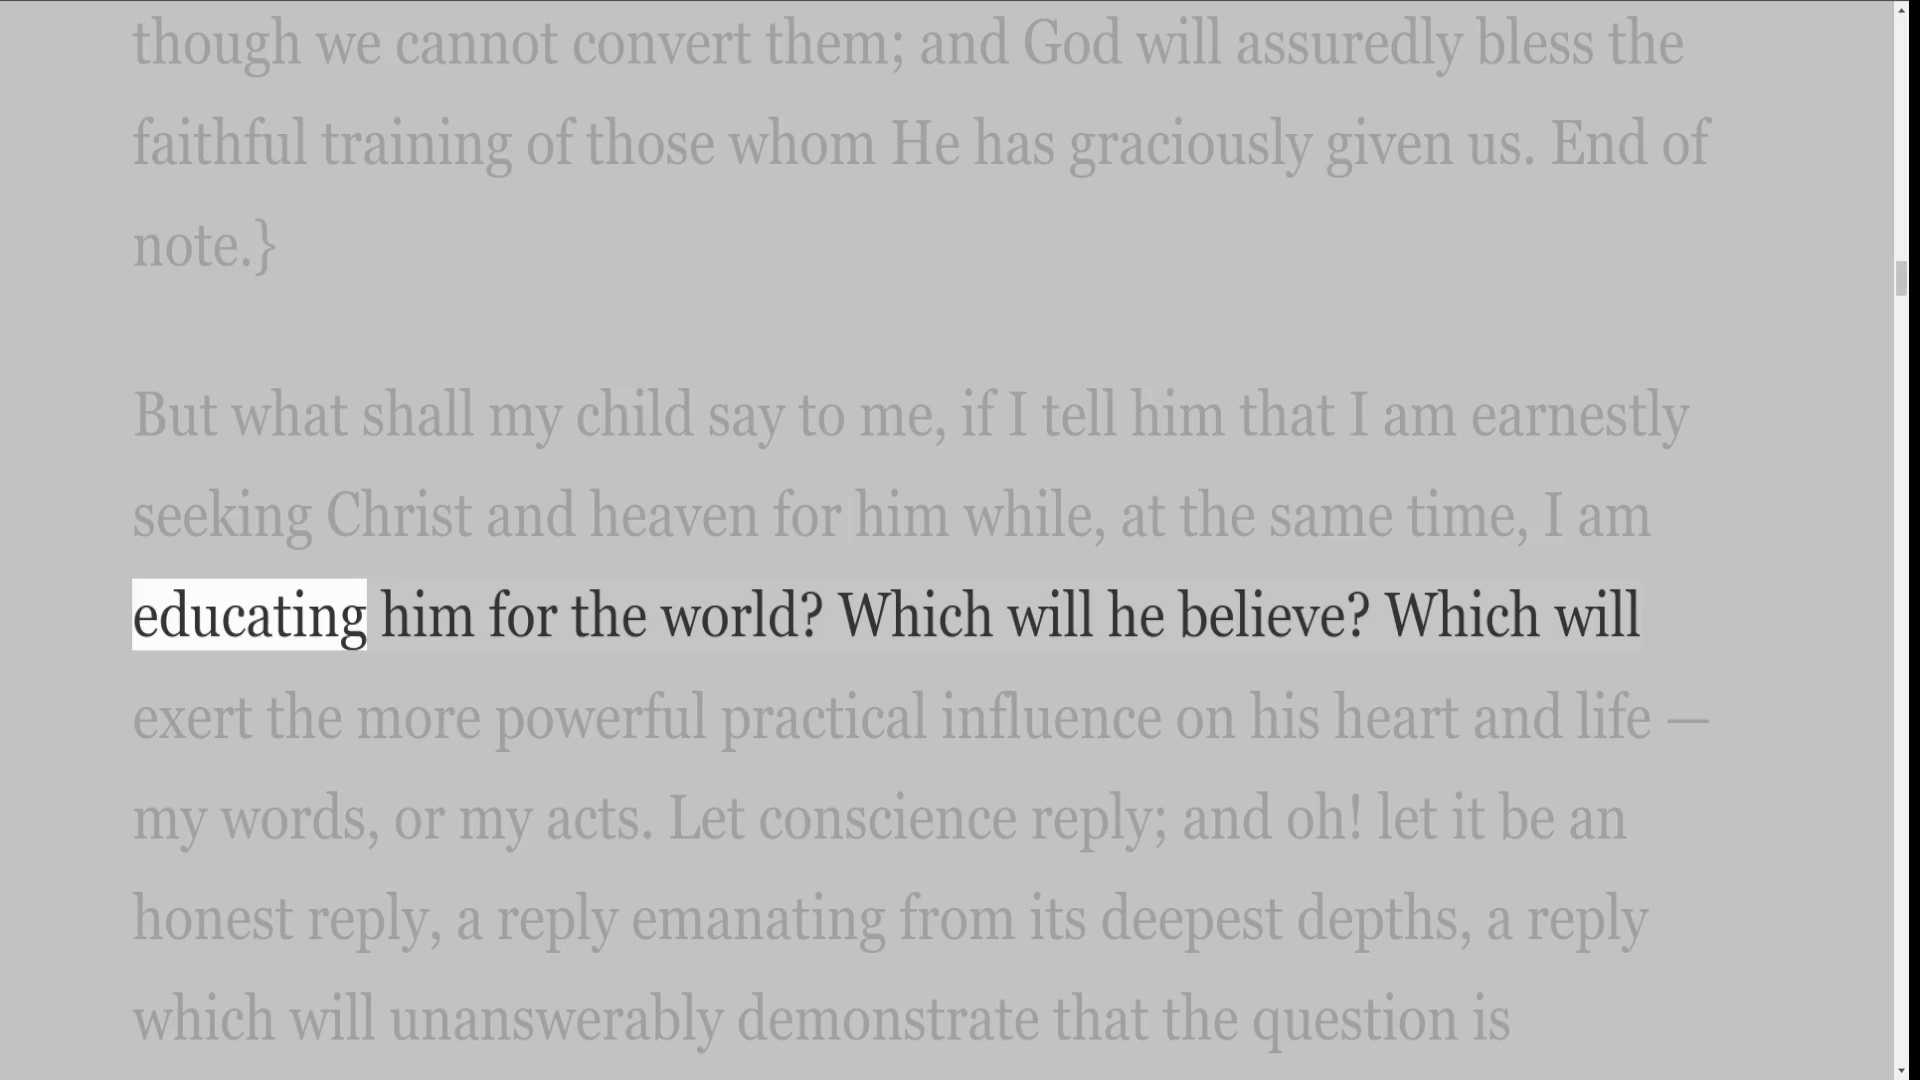 though we cannot convert them; and God will assuredly bless the
faithful training of those whom He has graciously given us. End of
note.}
But what shall my child say to me, if I tell him that I am earnestly
seeking Christ and heaven for him while, at the same time, I am
educating him for the world? Which will he believe? Which will
exert the more powerful practical influence on his heart and life —
my words, or my acts. Let conscience reply; and oh! let it be an
honest reply, a reply emanating from its deepest depths, a reply
which will unanswerably demonstrate that the question is